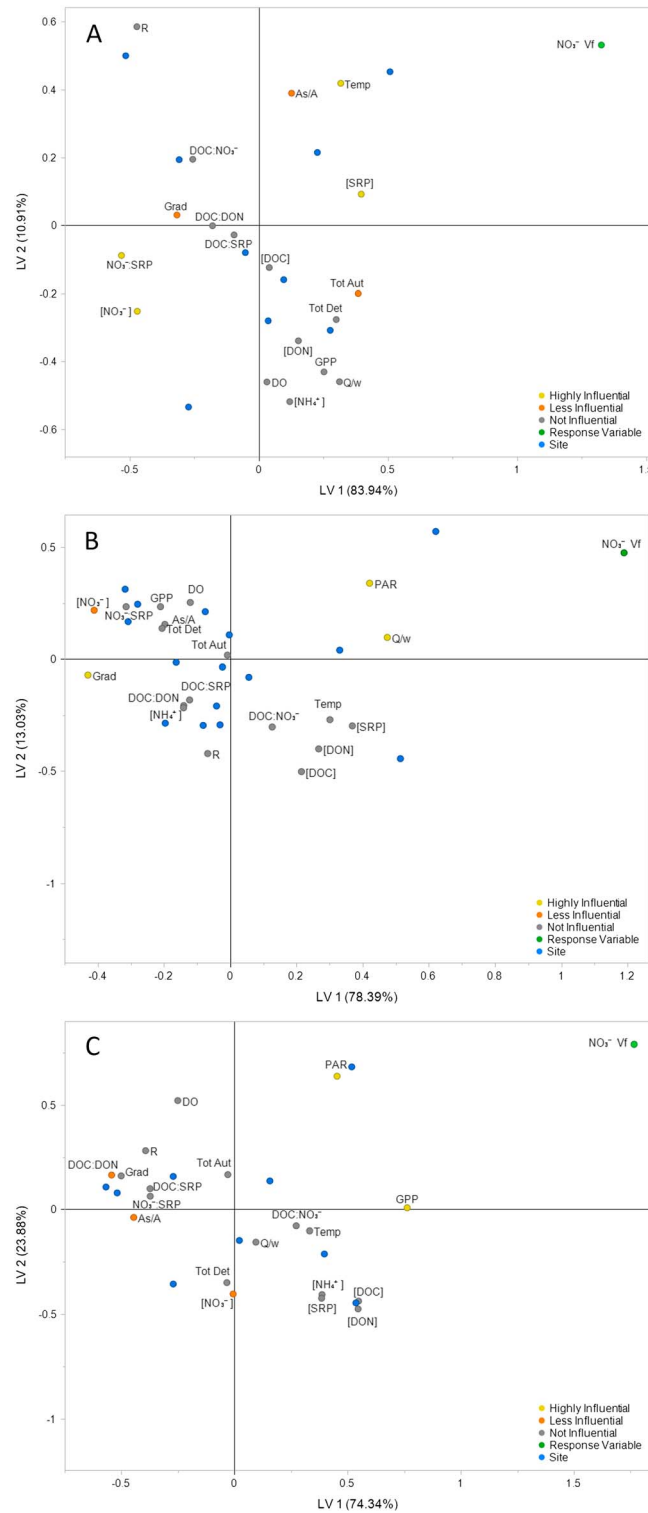 A
0.6
R
NO₃⁻ Vf
0.4
As/A
Temp
0.2
DOC:NO₃⁻
[SRP]
Grad
DOC:DON
0
DOC:SRP
NO₃⁻:SRP
[DOC]
Tot Aut
-0.2
[NO₃⁻]
Tot Det
[DON]
GPP
-0.4
DO
Q/w
[NH₄⁺]
-0.6
Highly Influential
Less Influential
Not Influential
Response Variable
Site
LV 2 (10.91%)
-0.5 0 0.5 1 1.5
LV 1 (83.94%)
B
0.5
NO₃⁻ Vf
PAR
DO
GPP
[NO₃⁻]
NO₃⁻:SRP
As/A
Tot Det
Q/w
Tot Aut
0
Grad
DOC:SRP
DOC:DON
[NH₄⁺]
DOC:NO₃⁻
Temp
[SRP]
R
[DON]
[DOC]
-0.5
-1
Highly Influential
Less Influential
Not Influential
Response Variable
Site
LV 2 (13.03%)
-0.4 -0.2 0 0.2 0.4 0.6 0.8 1 1.2
LV 1 (78.39%)
C
NO₃⁻ Vf
PAR
0.5
DO
R
DOC:DON
Grad
Tot Aut
DOC:SRP
NO₃⁻:SRP
GPP
0
As/A
DOC:NO₃⁻
Temp
Q/w
Tot Det
[NO₃⁻]
[NH₄⁺]
[SRP]
[DOC]
[DON]
-0.5
-1
Highly Influential
Less Influential
Not Influential
Response Variable
Site
LV 2 (23.88%)
-0.5 0 0.5 1 1.5
LV 1 (74.34%)